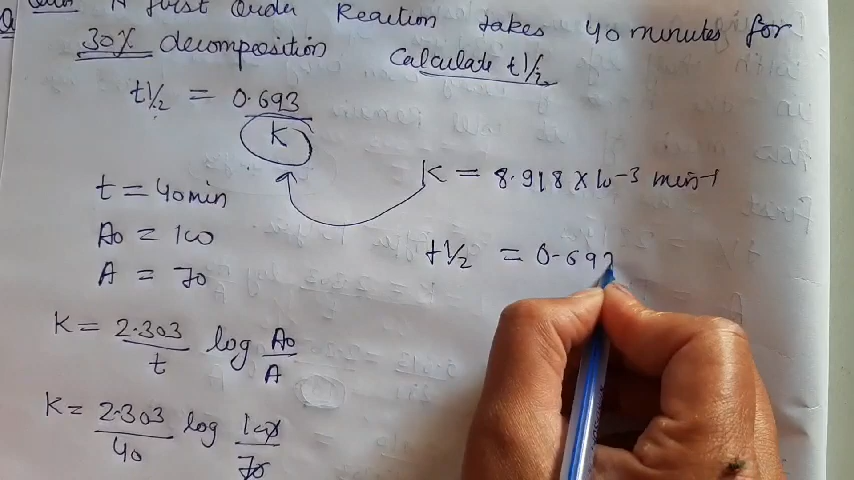 A first Order Reaction takes 40 minutes for
30% decomposition Calculate t1/2
t1/2 = 0.693
K
t = 40min
A0 = 100
A = 70
K = 2.303 log A0
t A
K = 2.303 log 100
40 70
K = 8.918 x 10-3 min-1
t1/2 = 0.693